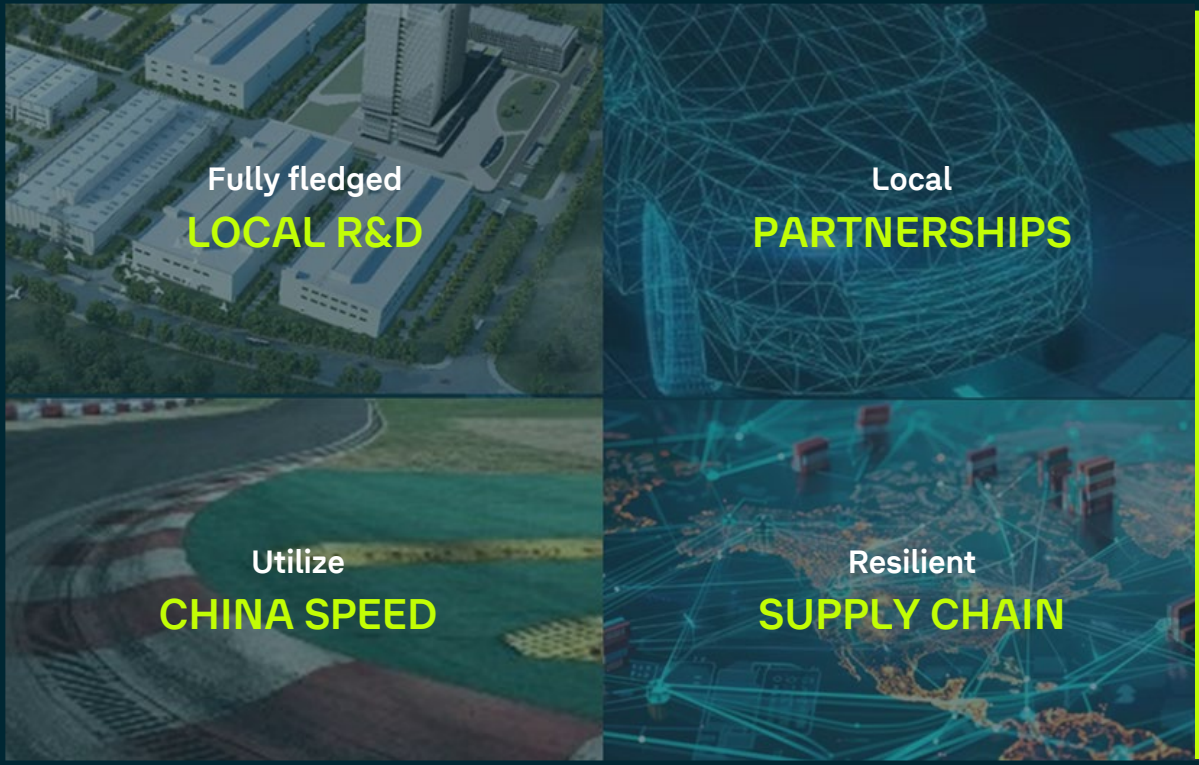 Fully fledged
LOCAL R&D
Local
PARTNERSHIPS
Utilize
CHINA SPEED
Resilient
SUPPLY CHAIN